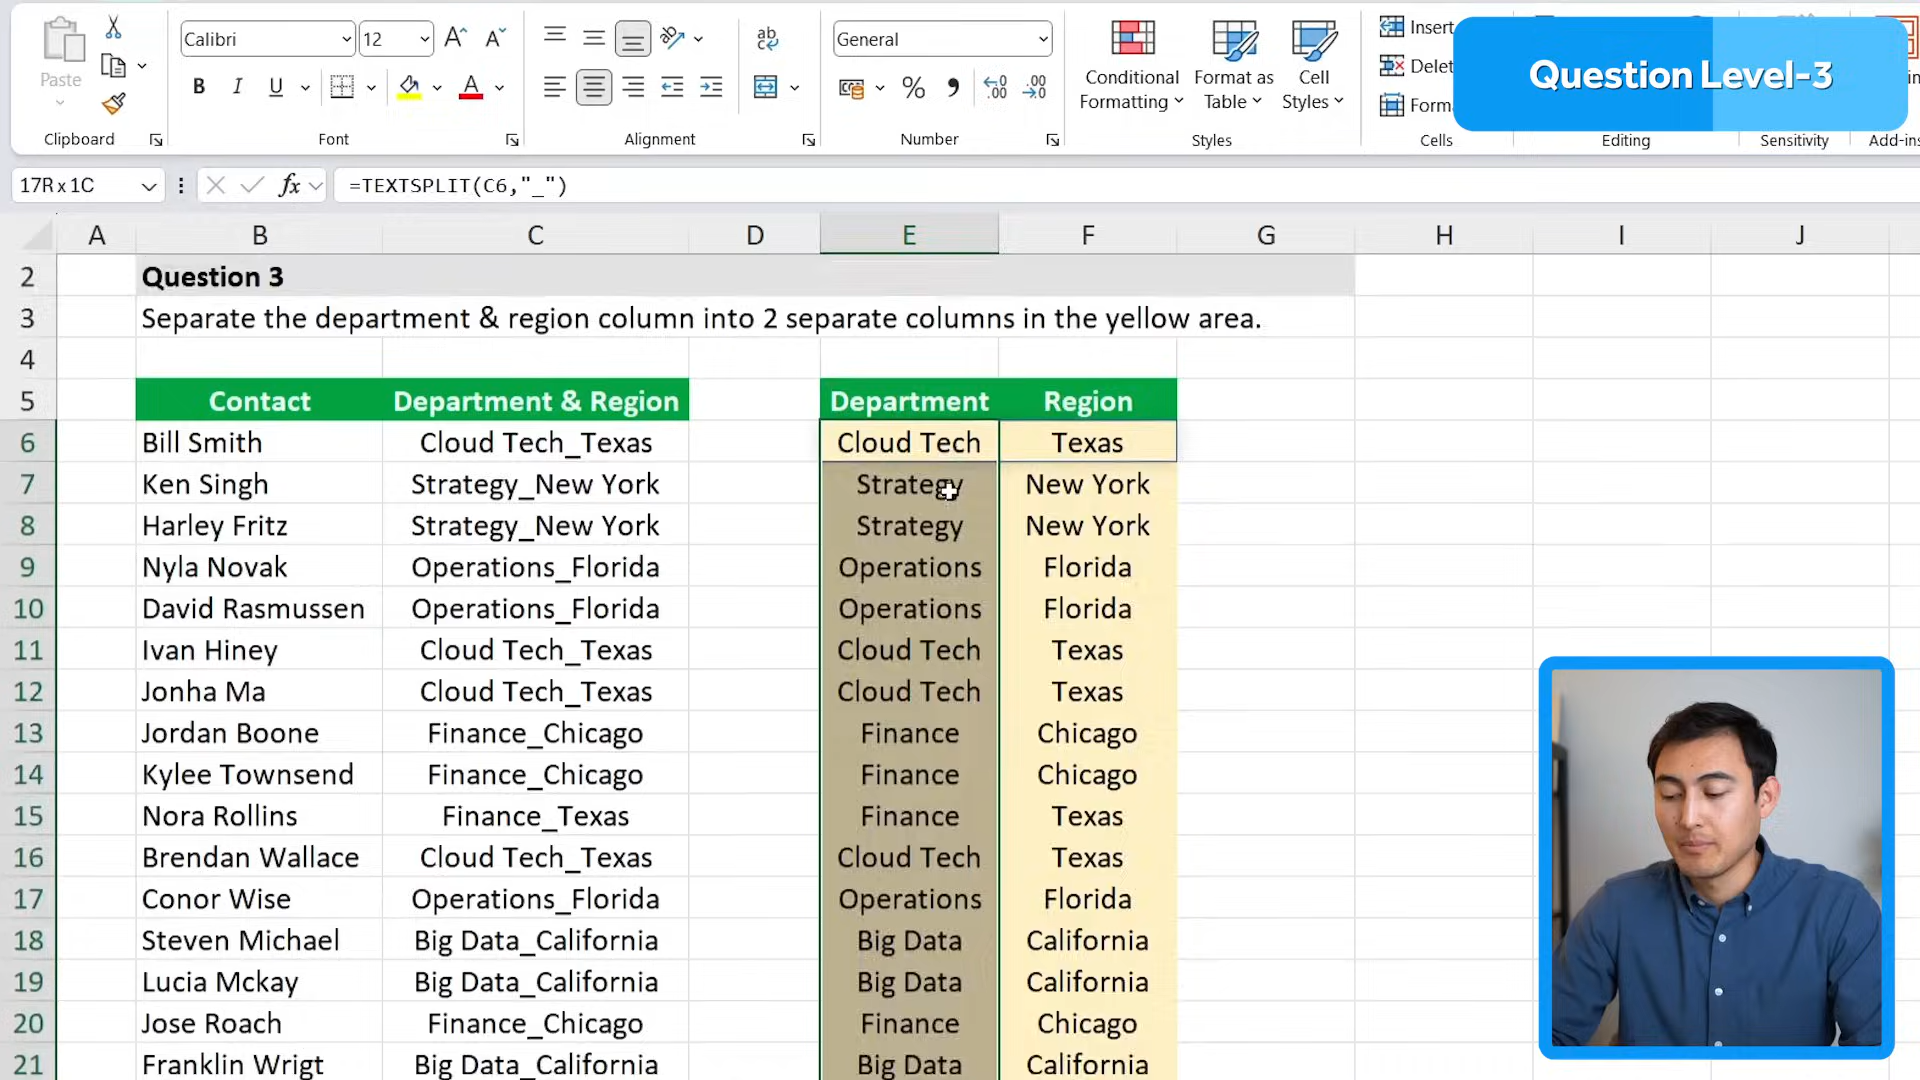 Calibri 12 General
Insert
Paste B I U ab % Conditional Formatting Format as Table Cell Styles
Clipboard Font Alignment Number Styles Cells Editing Sensitivity
Question Level-3
17R x 1C fx =TEXTSPLIT(C6,"_")
A B C D E F G H I J
2 Question 3
3 Separate the department & region column into 2 separate columns in the yellow area.
4
5 Contact Department & Region Department Region
6 Bill Smith Cloud Tech_Texas Cloud Tech Texas
7 Ken Singh Strategy_New York Strategy New York
8 Harley Fritz Strategy_New York Strategy New York
9 Nyla Novak Operations_Florida Operations Florida
10 David Rasmussen Operations_Florida Operations Florida
11 Ivan Hiney Cloud Tech_Texas Cloud Tech Texas
12 Jonha Ma Cloud Tech_Texas Cloud Tech Texas
13 Jordan Boone Finance_Chicago Finance Chicago
14 Kylee Townsend Finance_Chicago Finance Chicago
15 Nora Rollins Finance_Texas Finance Texas
16 Brendan Wallace Cloud Tech_Texas Cloud Tech Texas
17 Conor Wise Operations_Florida Operations Florida
18 Steven Michael Big Data_California Big Data California
19 Lucia Mckay Big Data_California Big Data California
20 Jose Roach Finance_Chicago Finance Chicago
21 Franklin Wrigt Big Data_California Big Data California